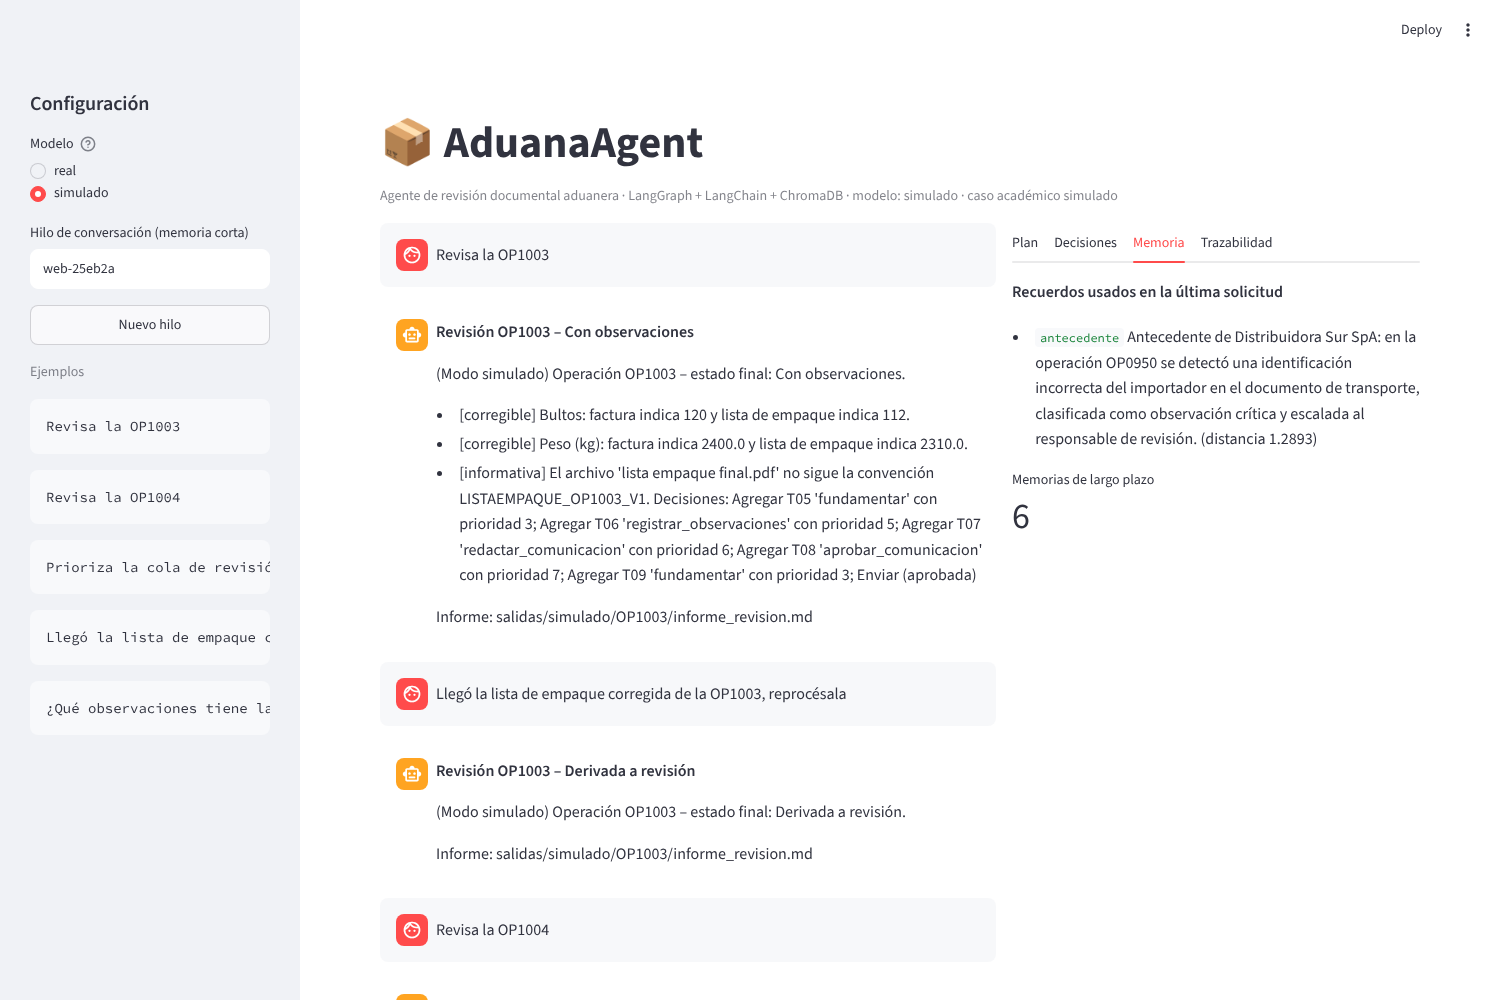 Deploy
Configuración
Modelo
real
simulado
Hilo de conversación (memoria corta)
web-25eb2a
Nuevo hilo
Ejemplos
Revisa la OP1003
Revisa la OP1004
Prioriza la cola de revisió
Llegó la lista de empaque c
¿Qué observaciones tiene la
AduanaAgent
Agente de revisión documental aduanera · LangGraph + LangChain + ChromaDB · modelo: simulado · caso académico simulado
Revisa la OP1003
Revisión OP1003 – Con observaciones
(Modo simulado) Operación OP1003 – estado final: Con observaciones.
• [corregible] Bultos: factura indica 120 y lista de empaque indica 112.
• [corregible] Peso (kg): factura indica 2400.0 y lista de empaque indica 2310.0.
• [informativa] El archivo 'lista empaque final.pdf' no sigue la convención
LISTAEMPAQUE_OP1003_V1. Decisiones: Agregar T05 'fundamentar' con
prioridad 3; Agregar T06 'registrar_observaciones' con prioridad 5; Agregar T07
'redactar_comunicacion' con prioridad 6; Agregar T08 'aprobar_comunicacion'
con prioridad 7; Agregar T09 'fundamentar' con prioridad 3; Enviar (aprobada)
Informe: salidas/simulado/OP1003/informe_revision.md
Llegó la lista de empaque corregida de la OP1003, reprocésala
Revisión OP1003 – Derivada a revisión
(Modo simulado) Operación OP1003 – estado final: Derivada a revisión.
Informe: salidas/simulado/OP1003/informe_revision.md
Revisa la OP1004
Plan Decisiones Memoria Trazabilidad
Recuerdos usados en la última solicitud
• antecedente Antecedente de Distribuidora Sur SpA: en la
operación OP0950 se detectó una identificación
incorrecta del importador en el documento de transporte,
clasificada como observación crítica y escalada al
responsable de revisión. (distancia 1.2893)
Memorias de largo plazo
6